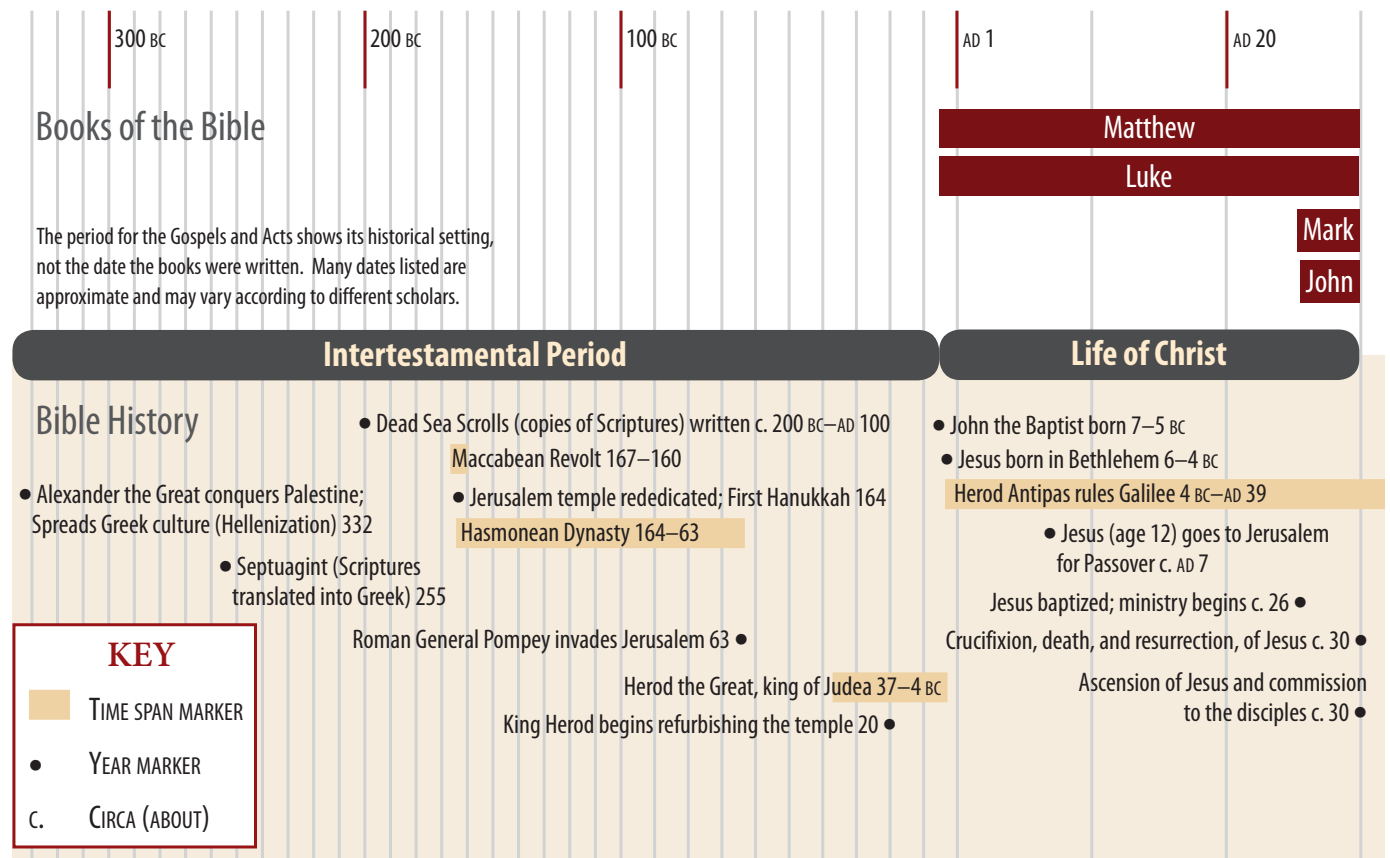 300 BC
200 BC
100 BC
AD 1
AD 20
Books of the Bible
Matthew
Luke
Mark
John
The period for the Gospels and Acts shows its historical setting,
not the date the books were written. Many dates listed are
approximate and may vary according to different scholars.
Intertestamental Period
Life of Christ
Bible History
• Dead Sea Scrolls (copies of Scriptures) written c. 200 BC–AD 100
Maccabean Revolt 167–160
• Alexander the Great conquers Palestine;
Spreads Greek culture (Hellenization) 332
• Jerusalem temple rededicated; First Hanukkah 164
Hasmonean Dynasty 164–63
• Septuagint (Scriptures
translated into Greek) 255
Roman General Pompey invades Jerusalem 63 •
Herod the Great, king of Judea 37–4 BC
King Herod begins refurbishing the temple 20 •
• John the Baptist born 7–5 BC
• Jesus born in Bethlehem 6–4 BC
Herod Antipas rules Galilee 4 BC–AD 39
• Jesus (age 12) goes to Jerusalem
for Passover c. AD 7
Jesus baptized; ministry begins c. 26 •
Crucifixion, death, and resurrection, of Jesus c. 30 •
Ascension of Jesus and commission
to the disciples c. 30 •
KEY
TIME SPAN MARKER
• YEAR MARKER
c. CIRCA (ABOUT)